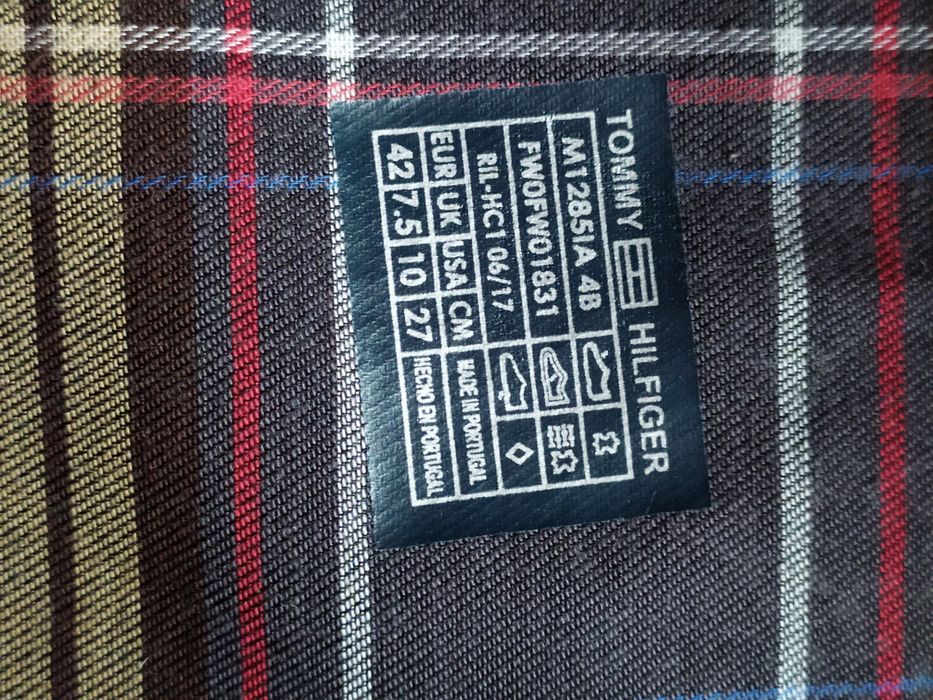 TOMMY HILFIGER
M1285IA 4B
FW0FW01831
R11-HC1 06/17
EUR UK USA CM MADE IN PORTUGAL
42 7.5 10 27 HECHO EN PORTUGAL